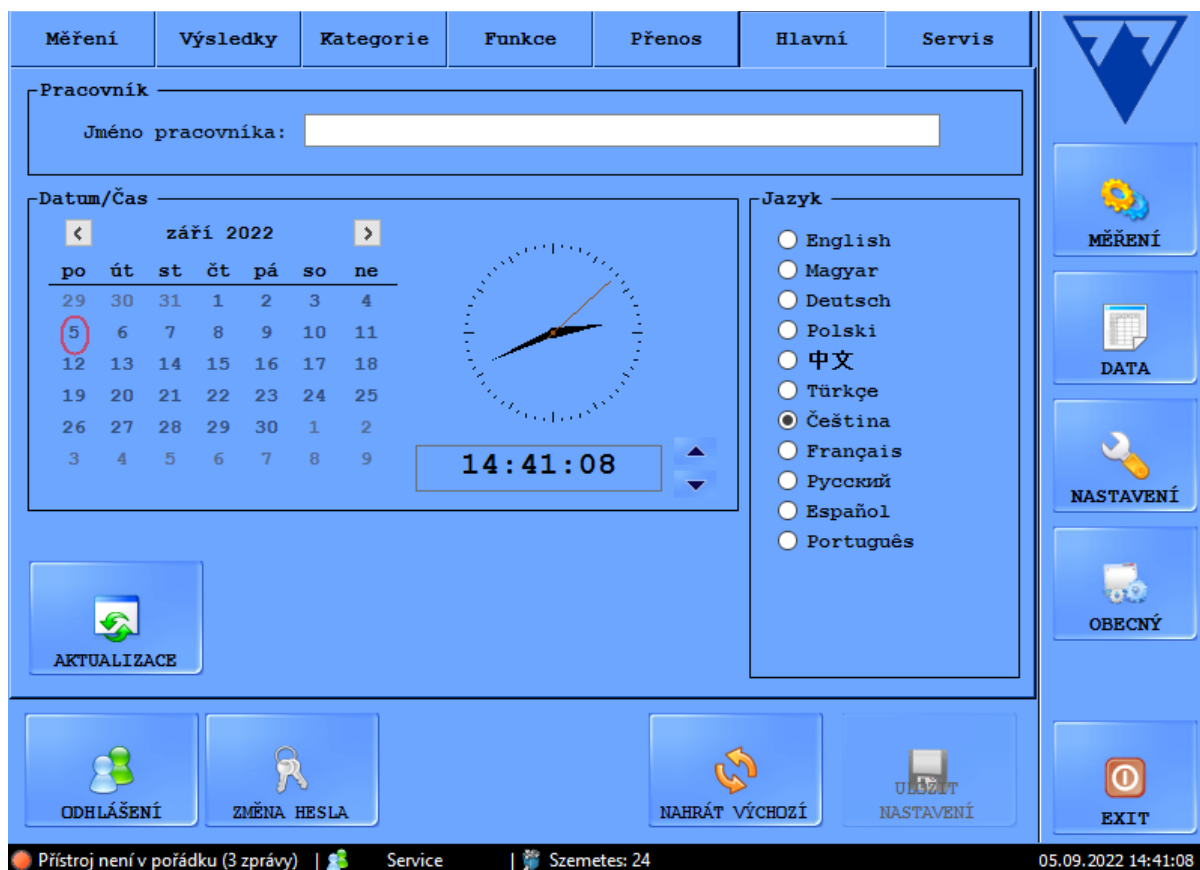 Měření Výsledky Kategorie Funkce Přenos Hlavní Servis
Pracovník
Jméno pracovníka:
Datum/Čas
září 2022
po út st čt pá so ne
29 30 31 1 2 3 4
5 6 7 8 9 10 11
12 13 14 15 16 17 18
19 20 21 22 23 24 25
26 27 28 29 30 1 2
3 4 5 6 7 8 9
14:41:08
Jazyk
English
Magyar
Deutsch
Polski
中文
Türkçe
Čeština
Français
Русский
Español
Português
AKTUALIZACE
ODHLÁŠENÍ
ZMĚNA HESLA
NAHRÁT VÝCHOZÍ
ULOŽIT
NASTAVENÍ
MĚŘENÍ
DATA
NASTAVENÍ
OBECNÝ
EXIT
Přístroj není v pořádku (3 zprávy) | Service | Szemetes: 24 05.09.2022 14:41:08